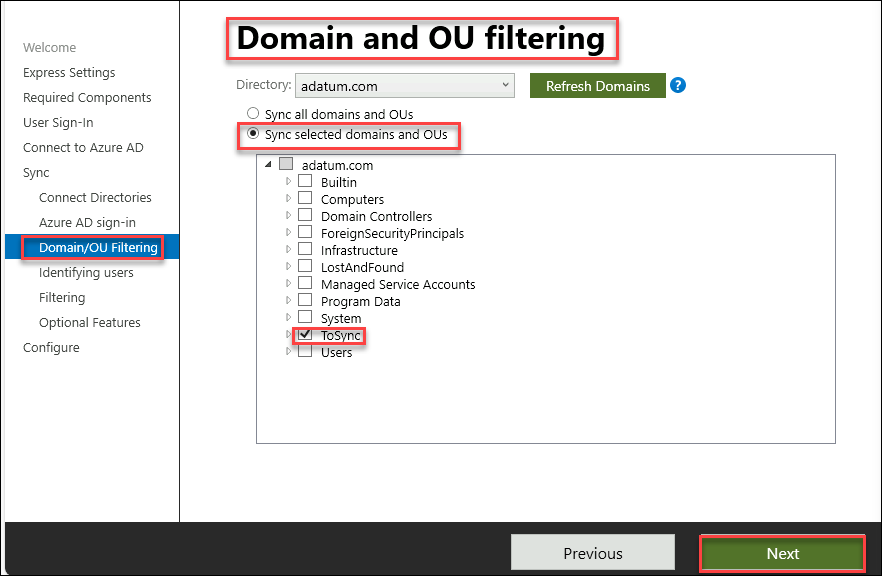 Welcome
Express Settings
Required Components
User Sign-In
Connect to Azure AD
Sync
Connect Directories
Azure AD sign-in
Domain/OU Filtering
Identifying users
Filtering
Optional Features
Configure
Domain and OU filtering
Directory: adatum.com Refresh Domains ?
Sync all domains and OUs
Sync selected domains and OUs
adatum.com
Builtin
Computers
Domain Controllers
ForeignSecurityPrincipals
Infrastructure
LostAndFound
Managed Service Accounts
Program Data
System
ToSync
Users
Previous Next